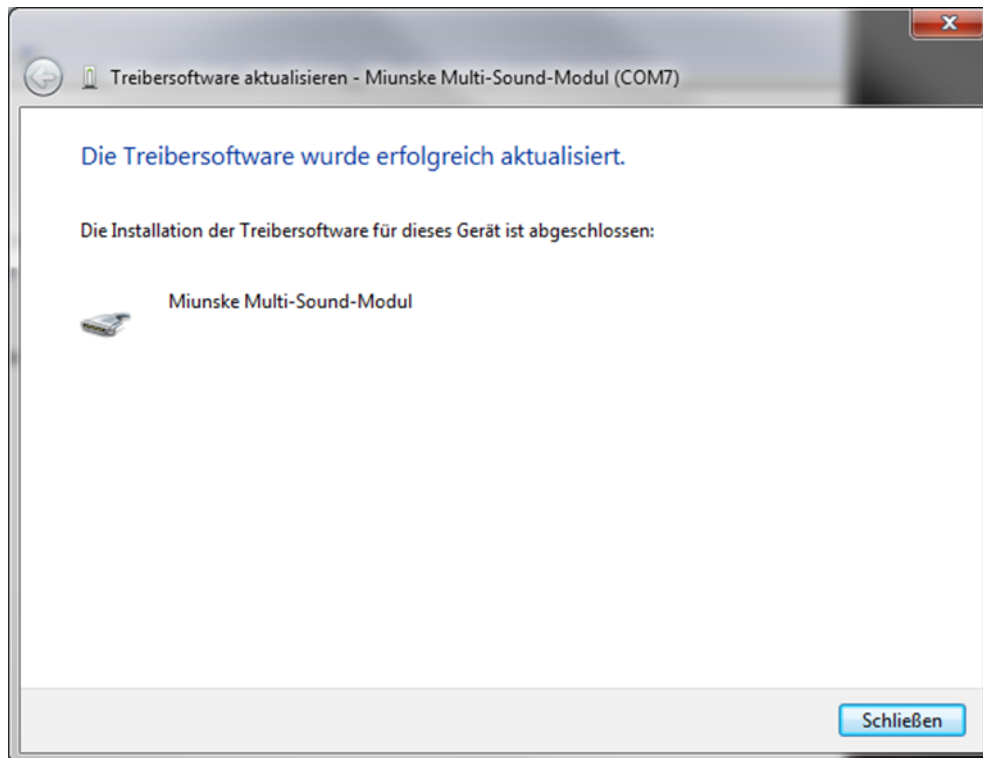 Treibersoftware aktualisieren - Miunske Multi-Sound-Modul (COM7)
Die Treibersoftware wurde erfolgreich aktualisiert.
Die Installation der Treibersoftware für dieses Gerät ist abgeschlossen:
Miunske Multi-Sound-Modul
Schließen